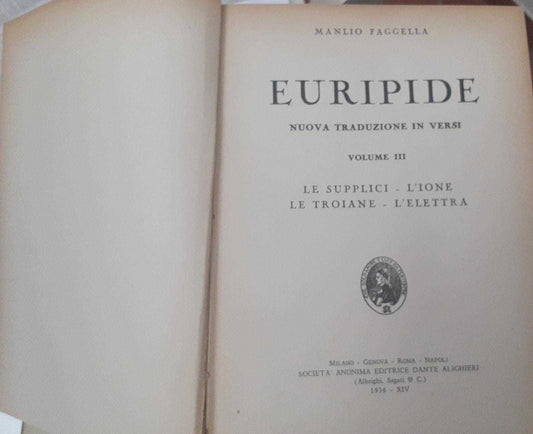 MANLIO FAGGELLA
EURIPIDE
NUOVA TRADUZIONE IN VERSI
VOLUME III
LE SUPPLICI - L'IONE
LE TROIANE - L'ELETTRA
MILANO - GENOVA - ROMA - NAPOLI
SOCIETA' ANONIMA EDITRICE DANTE ALIGHIERI
(Albrighi, Segati & C.)
1936 - XIV